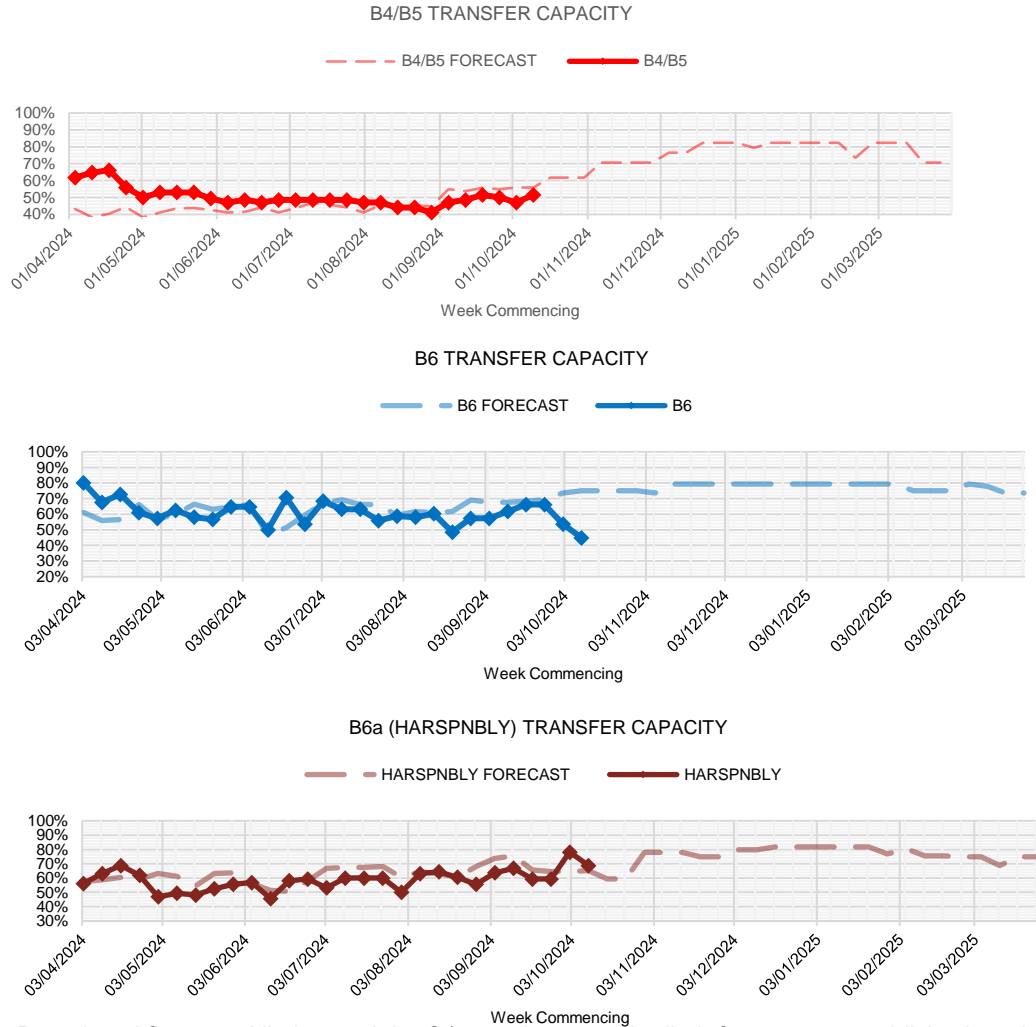 B4/B5 TRANSFER CAPACITY
B4/B5 FORECAST B4/B5
100%
90%
80%
70%
60%
50%
40%
01/04/2024 01/05/2024 01/06/2024 01/07/2024 01/08/2024 01/09/2024 01/10/2024 01/11/2024 01/12/2024 01/01/2025 01/02/2025 01/03/2025
Week Commencing
B6 TRANSFER CAPACITY
B6 FORECAST B6
100%
90%
80%
70%
60%
50%
40%
30%
20%
03/04/2024 03/05/2024 03/06/2024 03/07/2024 03/08/2024 03/09/2024 03/10/2024 03/11/2024 03/12/2024 03/01/2025 03/02/2025 03/03/2025
Week Commencing
B6a (HARSPNBLY) TRANSFER CAPACITY
HARSPNBLY FORECAST HARSPNBLY
100%
90%
80%
70%
60%
50%
40%
30%
03/04/2024 03/05/2024 03/06/2024 03/07/2024 03/08/2024 03/09/2024 03/10/2024 03/11/2024 03/12/2024 03/01/2025 03/02/2025 03/03/2025
Week Commencing